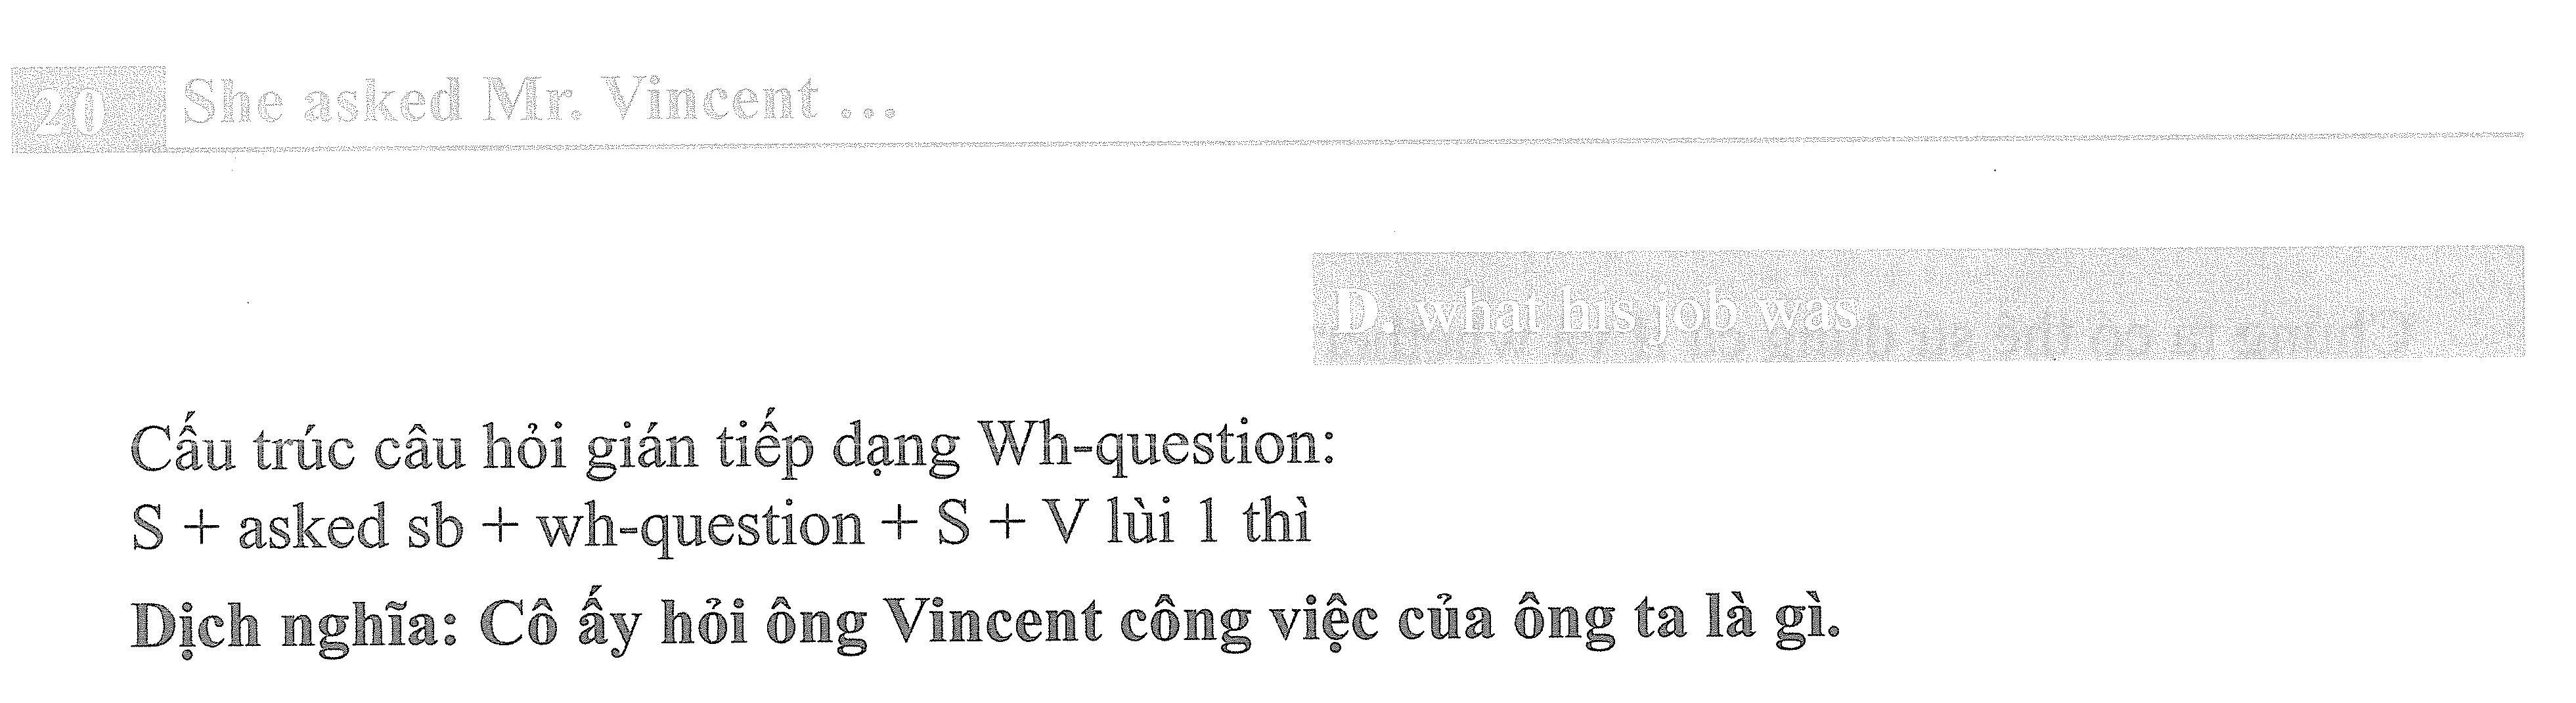 20 She asked Mr. Vincent ...
D. what his job was
Cấu trúc câu hỏi gián tiếp dạng Wh-question:
S + asked sb + wh-question + S + V lùi 1 thì
Dịch nghĩa: Cô ấy hỏi ông Vincent công việc của ông ta là gì.